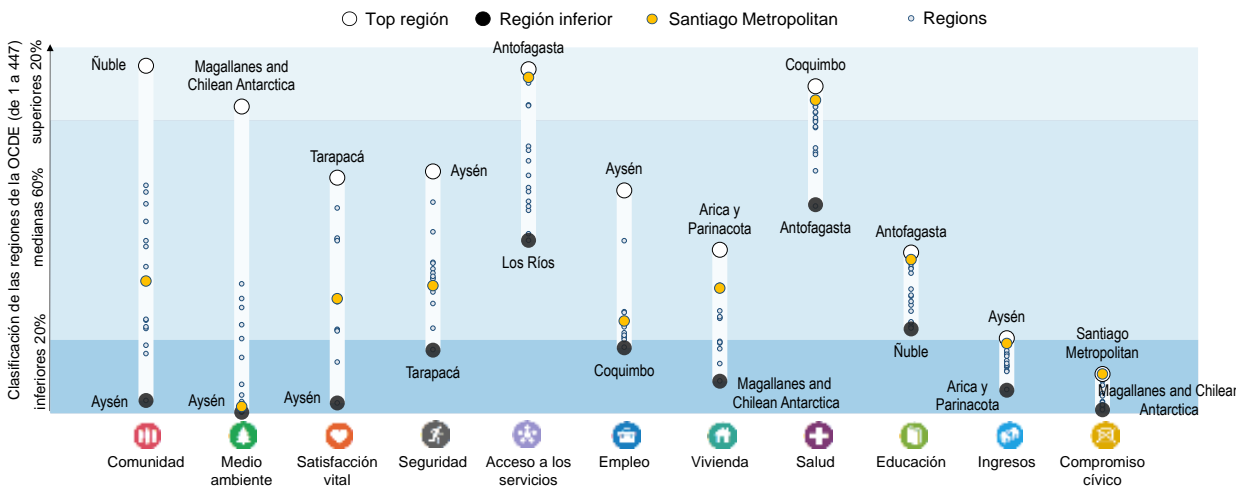 Top región
Región inferior
Santiago Metropolitan
Regions
Clasificación de las regiones de la OCDE (de 1 a 447)
inferiores 20%
medianas 60%
superiores 20%
Ñuble
Aysén
Magallanes and
Chilean Antarctica
Aysén
Tarapacá
Aysén
Aysén
Tarapacá
Antofagasta
Los Ríos
Aysén
Coquimbo
Arica y
Parinacota
Magallanes and
Chilean Antarctica
Coquimbo
Antofagasta
Antofagasta
Ñuble
Aysén
Arica y
Parinacota
Santiago
Metropolitan
Magallanes and Chilean
Antarctica
Comunidad
Medio
ambiente
Satisfacción
vital
Seguridad
Acceso a los
servicios
Empleo
Vivienda
Salud
Educación
Ingresos
Compromiso
cívico